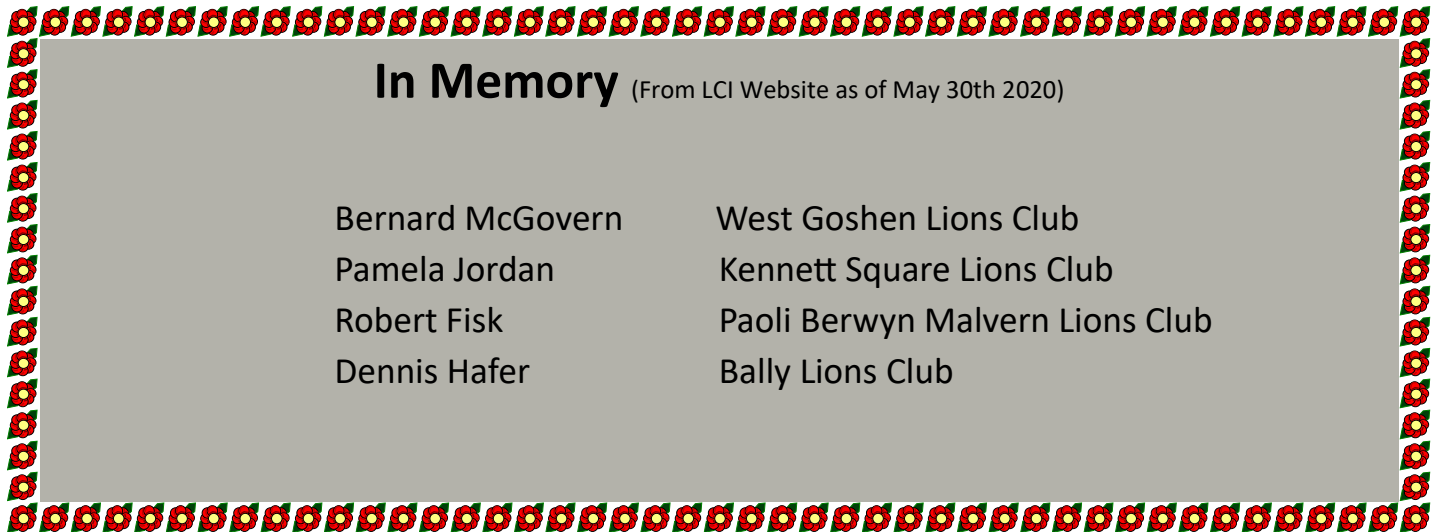 In Memory (From LCI Website as of May 30th 2020)
Bernard McGovern West Goshen Lions Club
Pamela Jordan Kennett Square Lions Club
Robert Fisk Paoli Berwyn Malvern Lions Club
Dennis Hafer Bally Lions Club